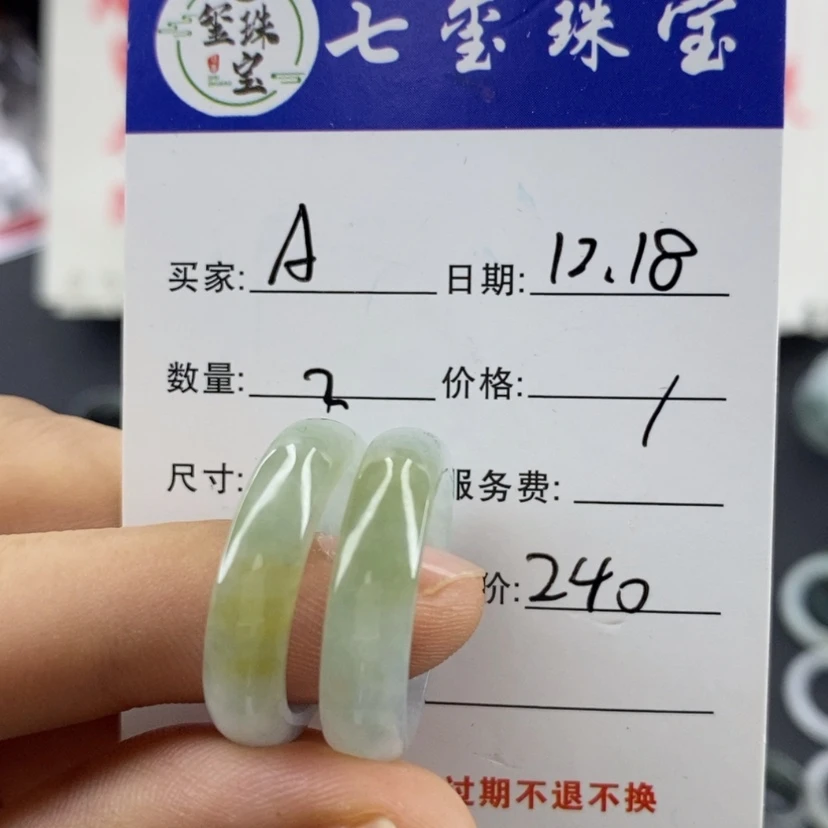 玺珠宝
七玺珠宝
买家: A 日期: 12.18
数量: 2 价格: /
尺寸: 服务费:
价: 240
过期不退不换